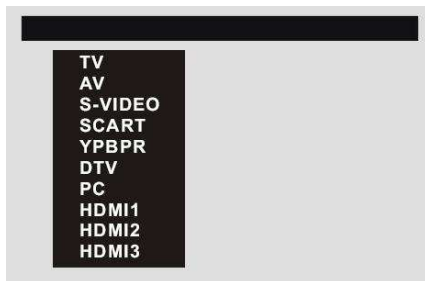 TV
AV
S-VIDEO
SCART
YPBPR
DTV
PC
HDMI1
HDMI2
HDMI3